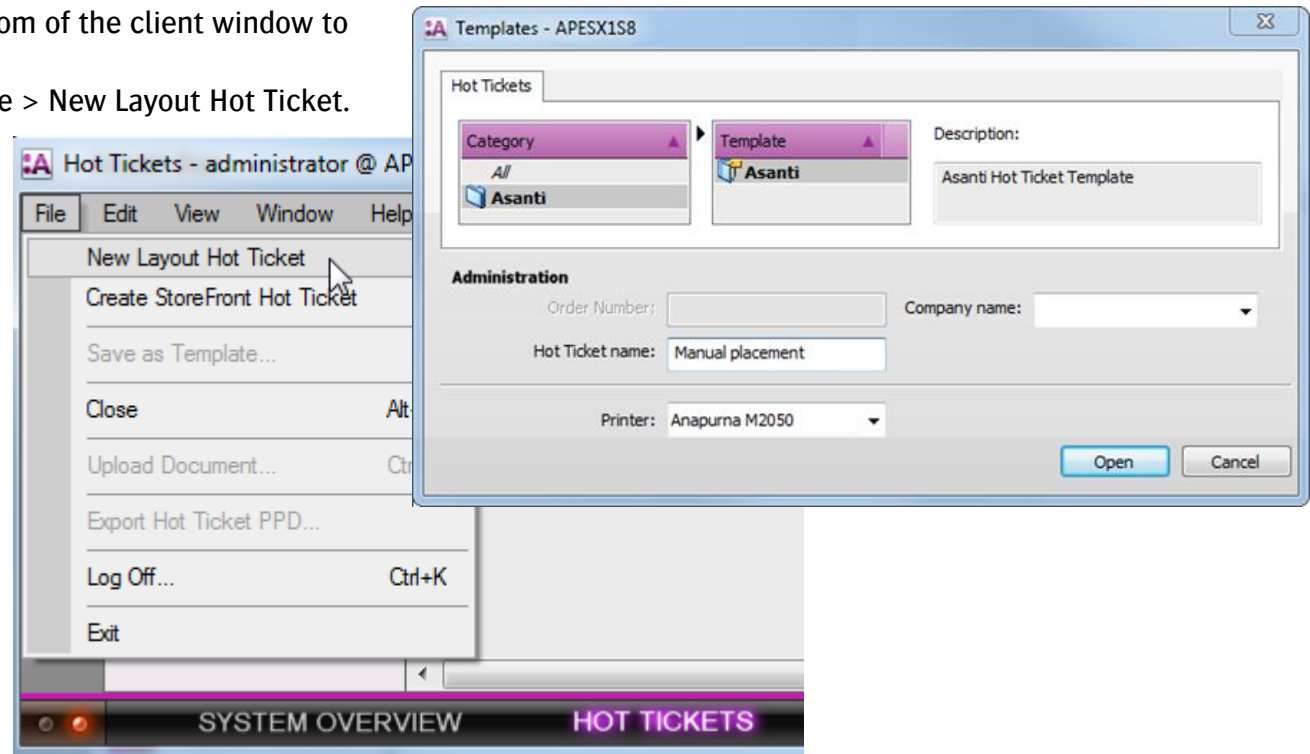 om of the client window to
e > New Layout Hot Ticket.
:A Hot Tickets - administrator @ AP
File Edit View Window Help
New Layout Hot Ticket
Create StoreFront Hot Ticket
Save as Template...
Close Alt
Upload Document... Ctr
Export Hot Ticket PPD...
Log Off... Ctrl+K
Exit
SYSTEM OVERVIEW HOT TICKETS
:A Templates - APESX1S8
Hot Tickets
Category Template Description:
All Asanti Asanti Hot Ticket Template
Asanti
Administration
Order Number: Company name:
Hot Ticket name: Manual placement
Printer: Anapurna M2050
Open Cancel